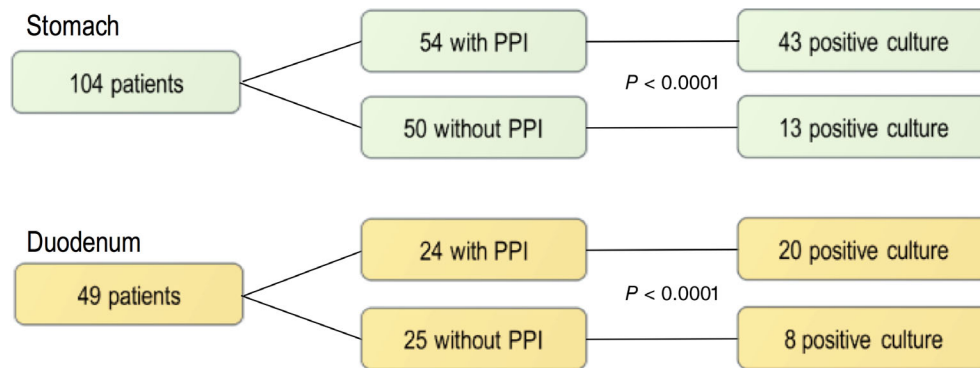 Stomach
104 patients
54 with PPI
43 positive culture
P < 0.0001
50 without PPI
13 positive culture
Duodenum
49 patients
24 with PPI
20 positive culture
P < 0.0001
25 without PPI
8 positive culture